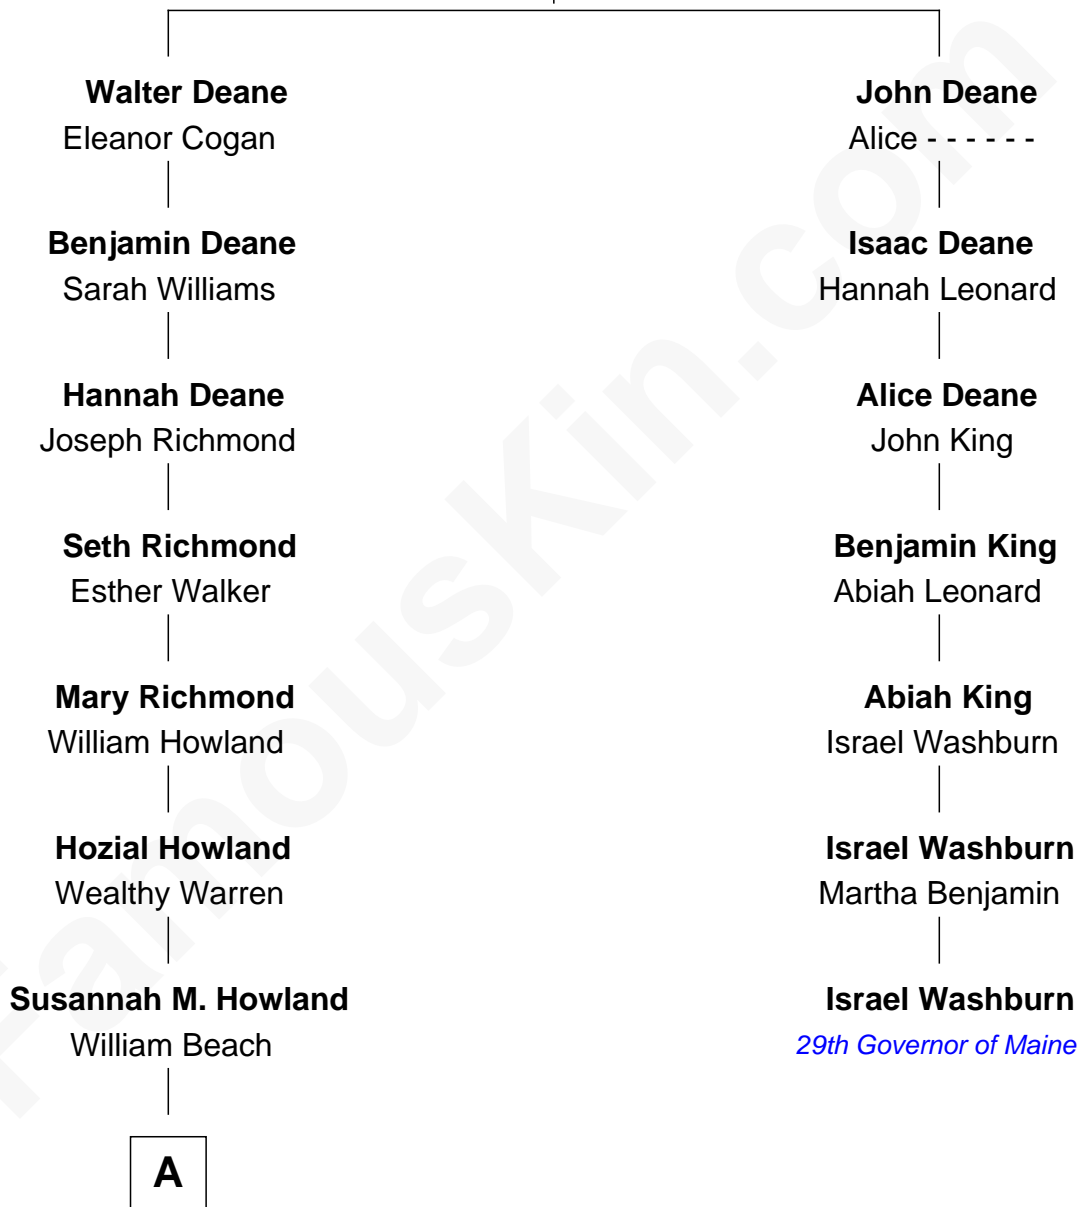 Walter Deane
Eleanor Cogan
Benjamin Deane
Sarah Williams
Hannah Deane
Joseph Richmond
Seth Richmond
Esther Walker
Mary Richmond
William Howland
Hozial Howland
Wealthy Warren
Susannah M. Howland
William Beach
A
John Deane
Alice - - - - - -
Isaac Deane
Hannah Leonard
Alice Deane
John King
Benjamin King
Abiah Leonard
Abiah King
Israel Washburn
Israel Washburn
Martha Benjamin
Israel Washburn
29th Governor of Maine
FamousKin.com